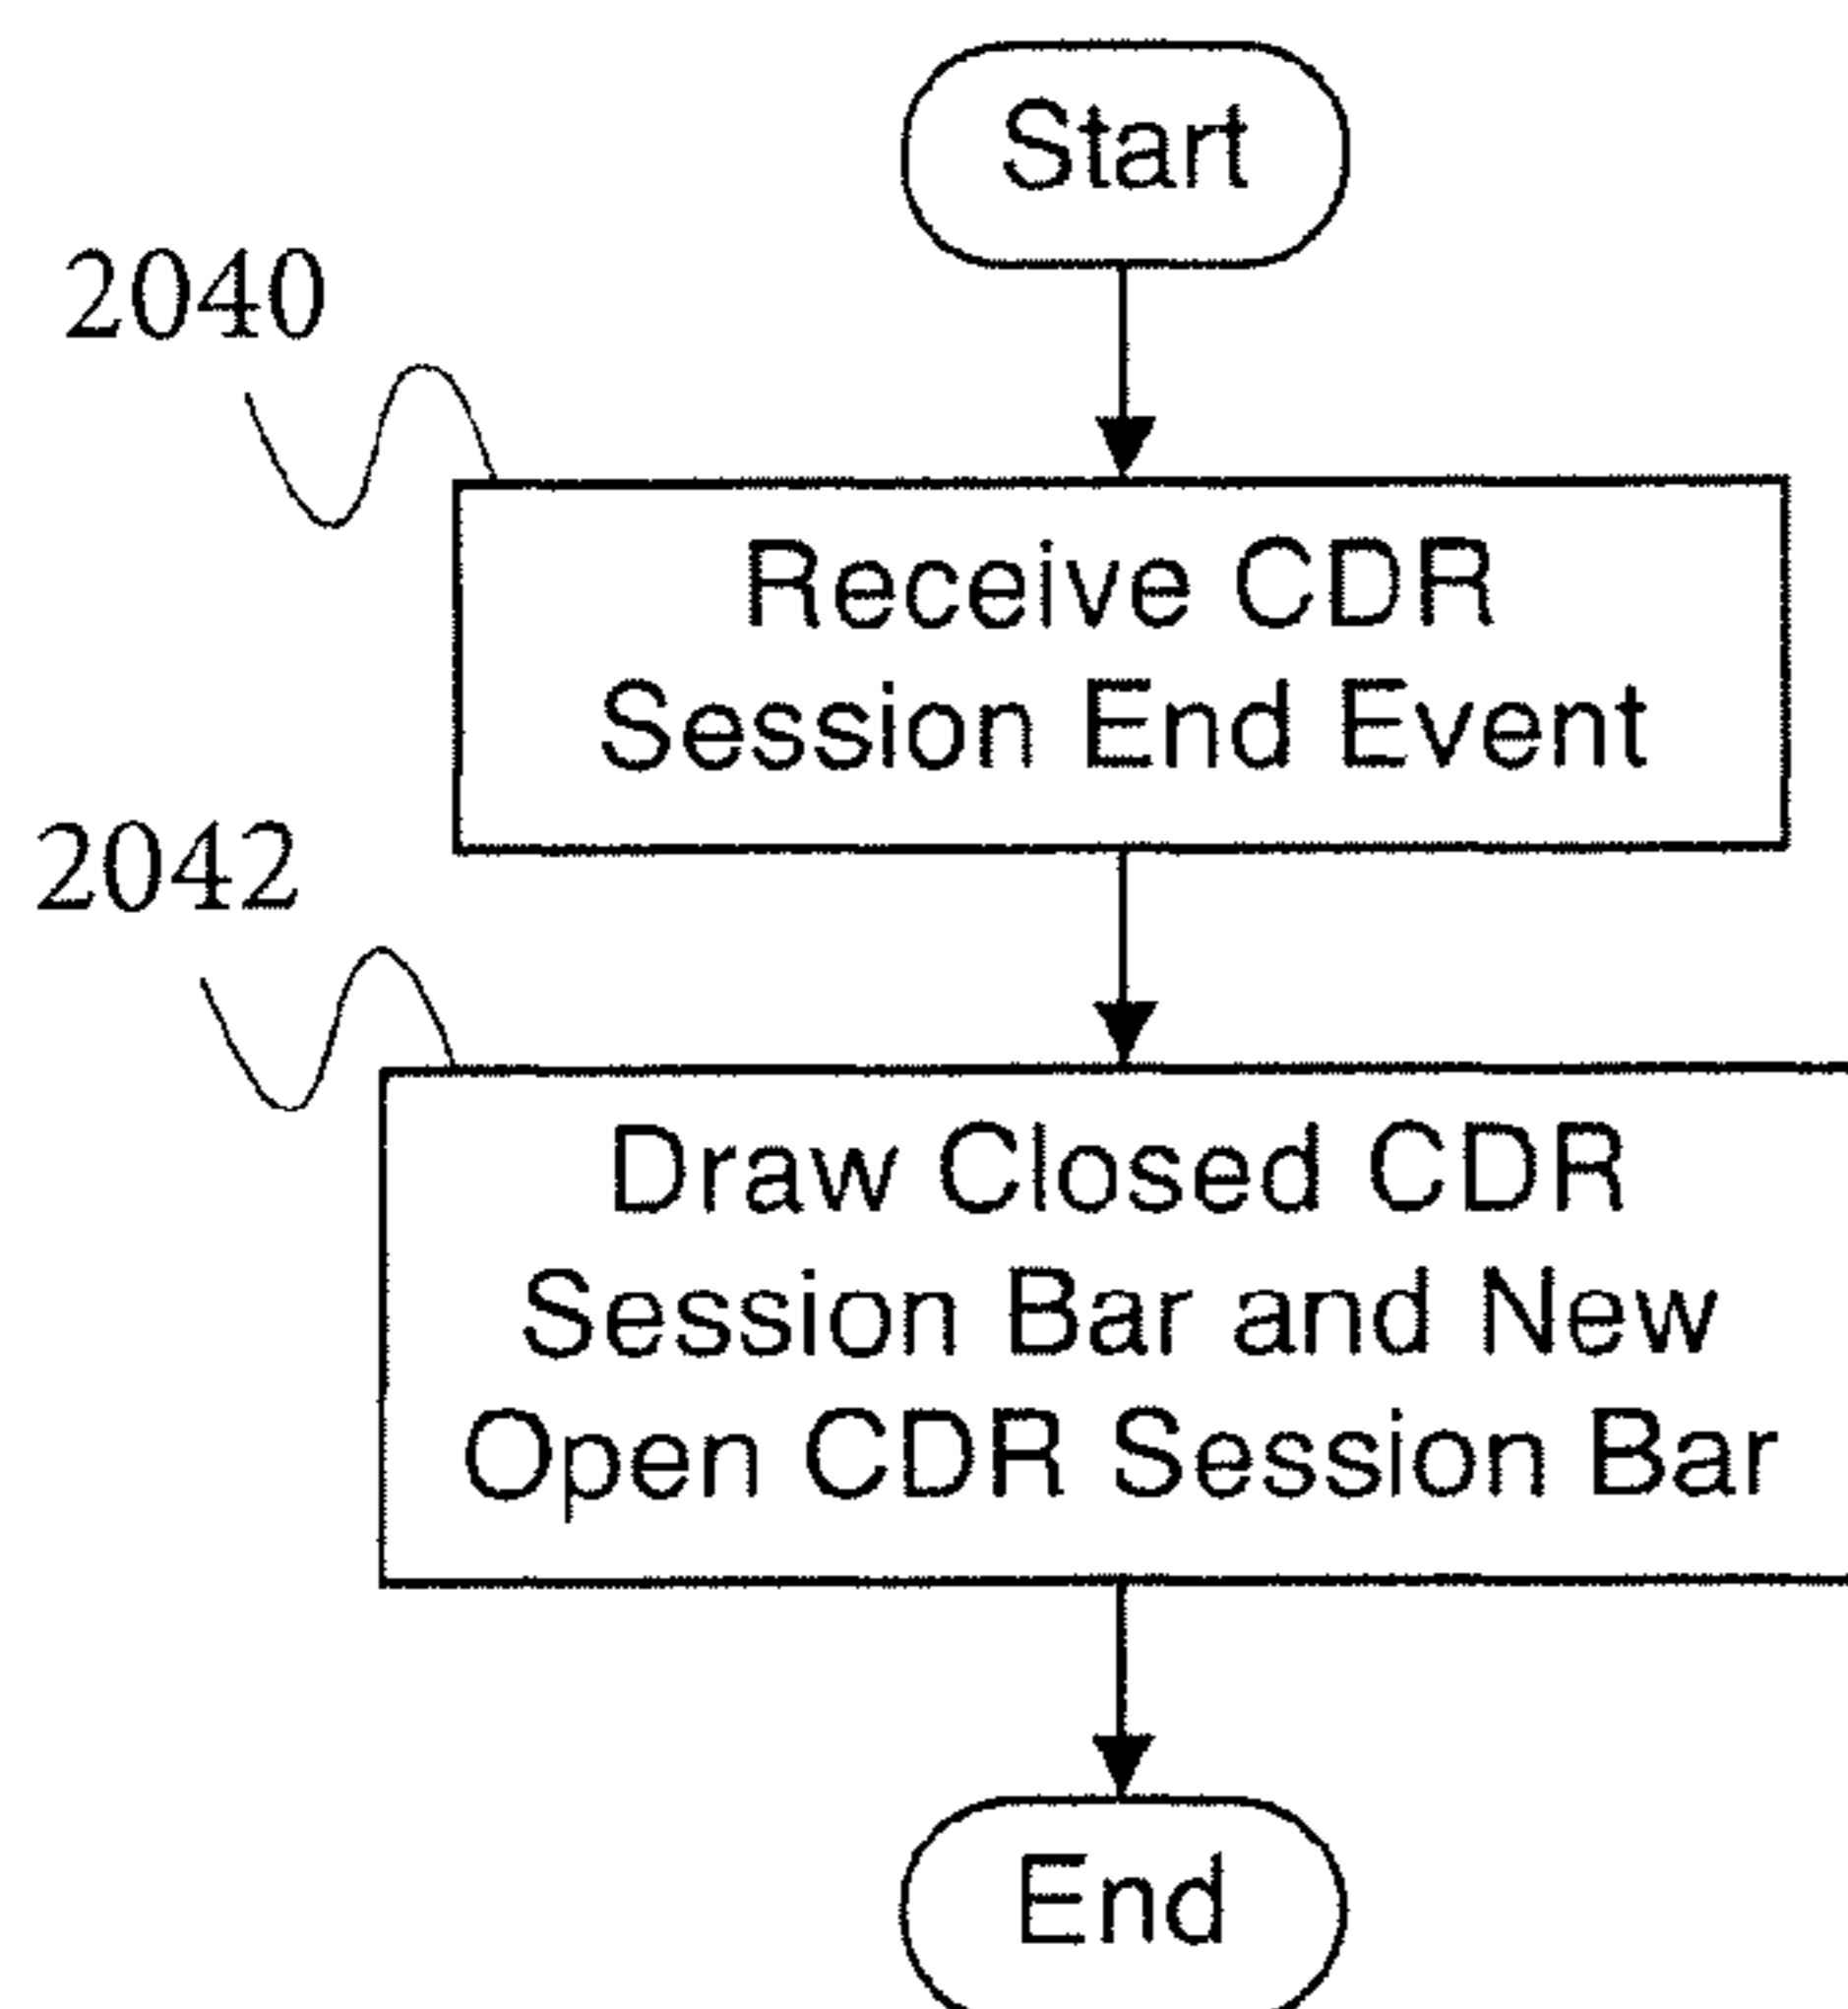 Start
2040
Receive CDR
Session End Event
2042
Draw Closed CDR
Session Bar and New
Open CDR Session Bar
End